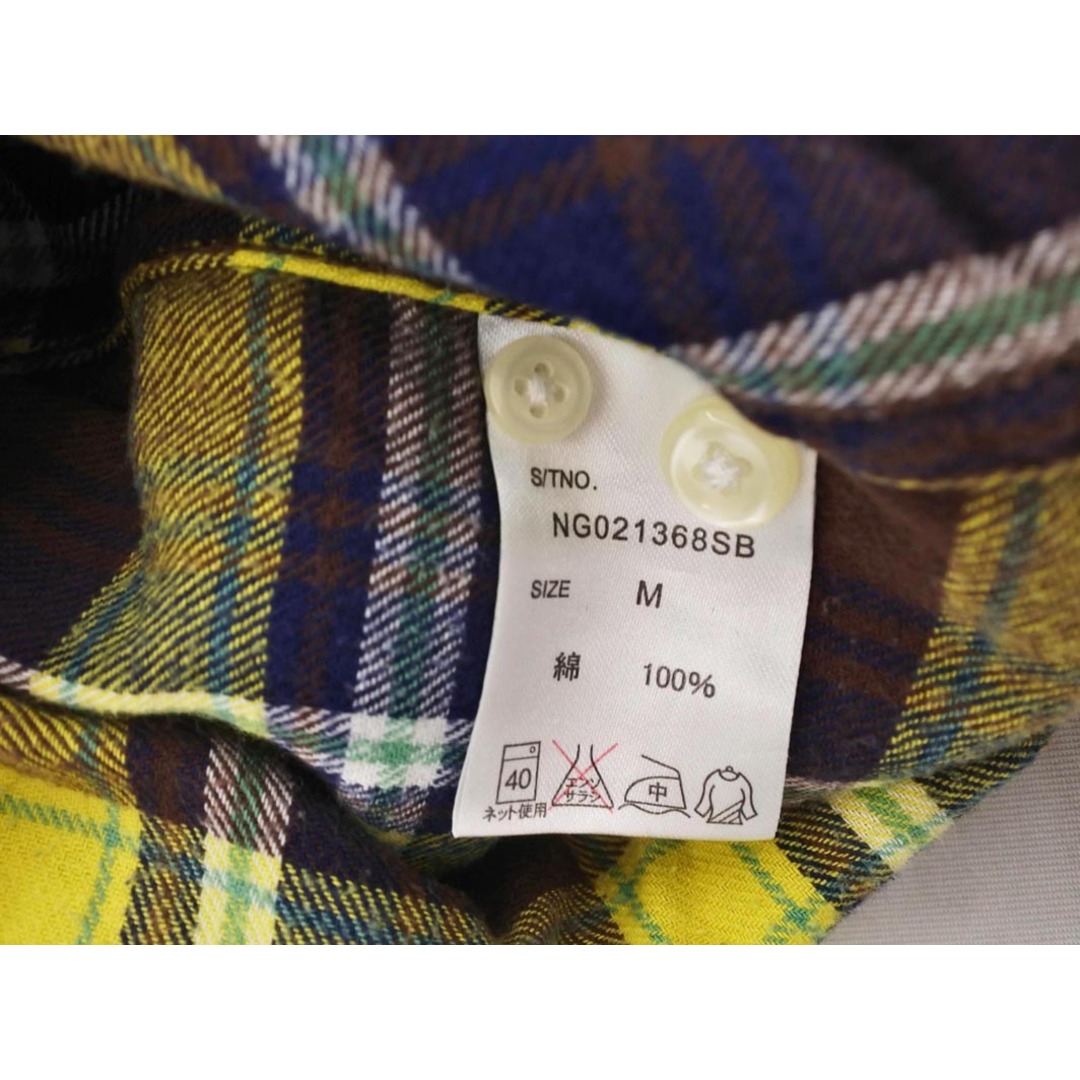 S/TNO.
NG021368SB
SIZE M
綿 100%
40
ネット使用
エンソ
サラシ
中